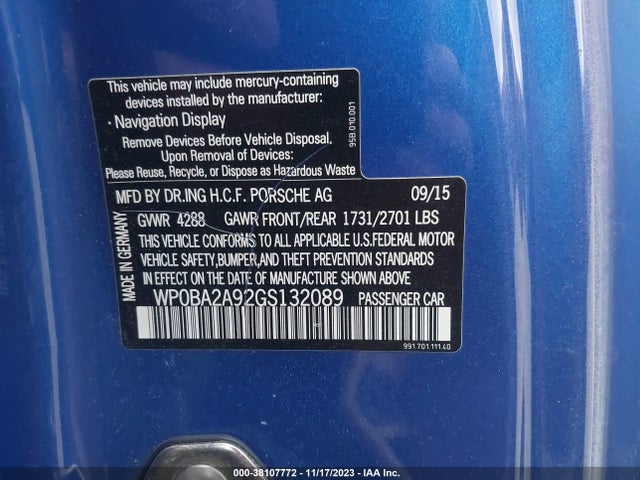 This vehicle may include mercury-containing
devices installed by the manufacturer:
· Navigation Display
Remove Devices Before Vehicle Disposal.
Upon Removal of Devices:
Please Reuse, Recycle, or Dispose as Hazardous Waste
95B.010.001
MFD BY DR.ING H.C.F. PORSCHE AG 09/15
GVWR 4288 GAWR FRONT/REAR 1731/2701 LBS
THIS VEHICLE CONFORMS TO ALL APPLICABLE U.S.FEDERAL MOTOR
VEHICLE SAFETY,BUMPER,AND THEFT PREVENTION STANDARDS
IN EFFECT ON THE DATE OF MANUFACTURE SHOWN ABOVE
WP0BA2A92GS132089 PASSENGER CAR
MADE IN GERMANY
991.701.111.40
000-38107772 - 11/17/2023 - IAA Inc.